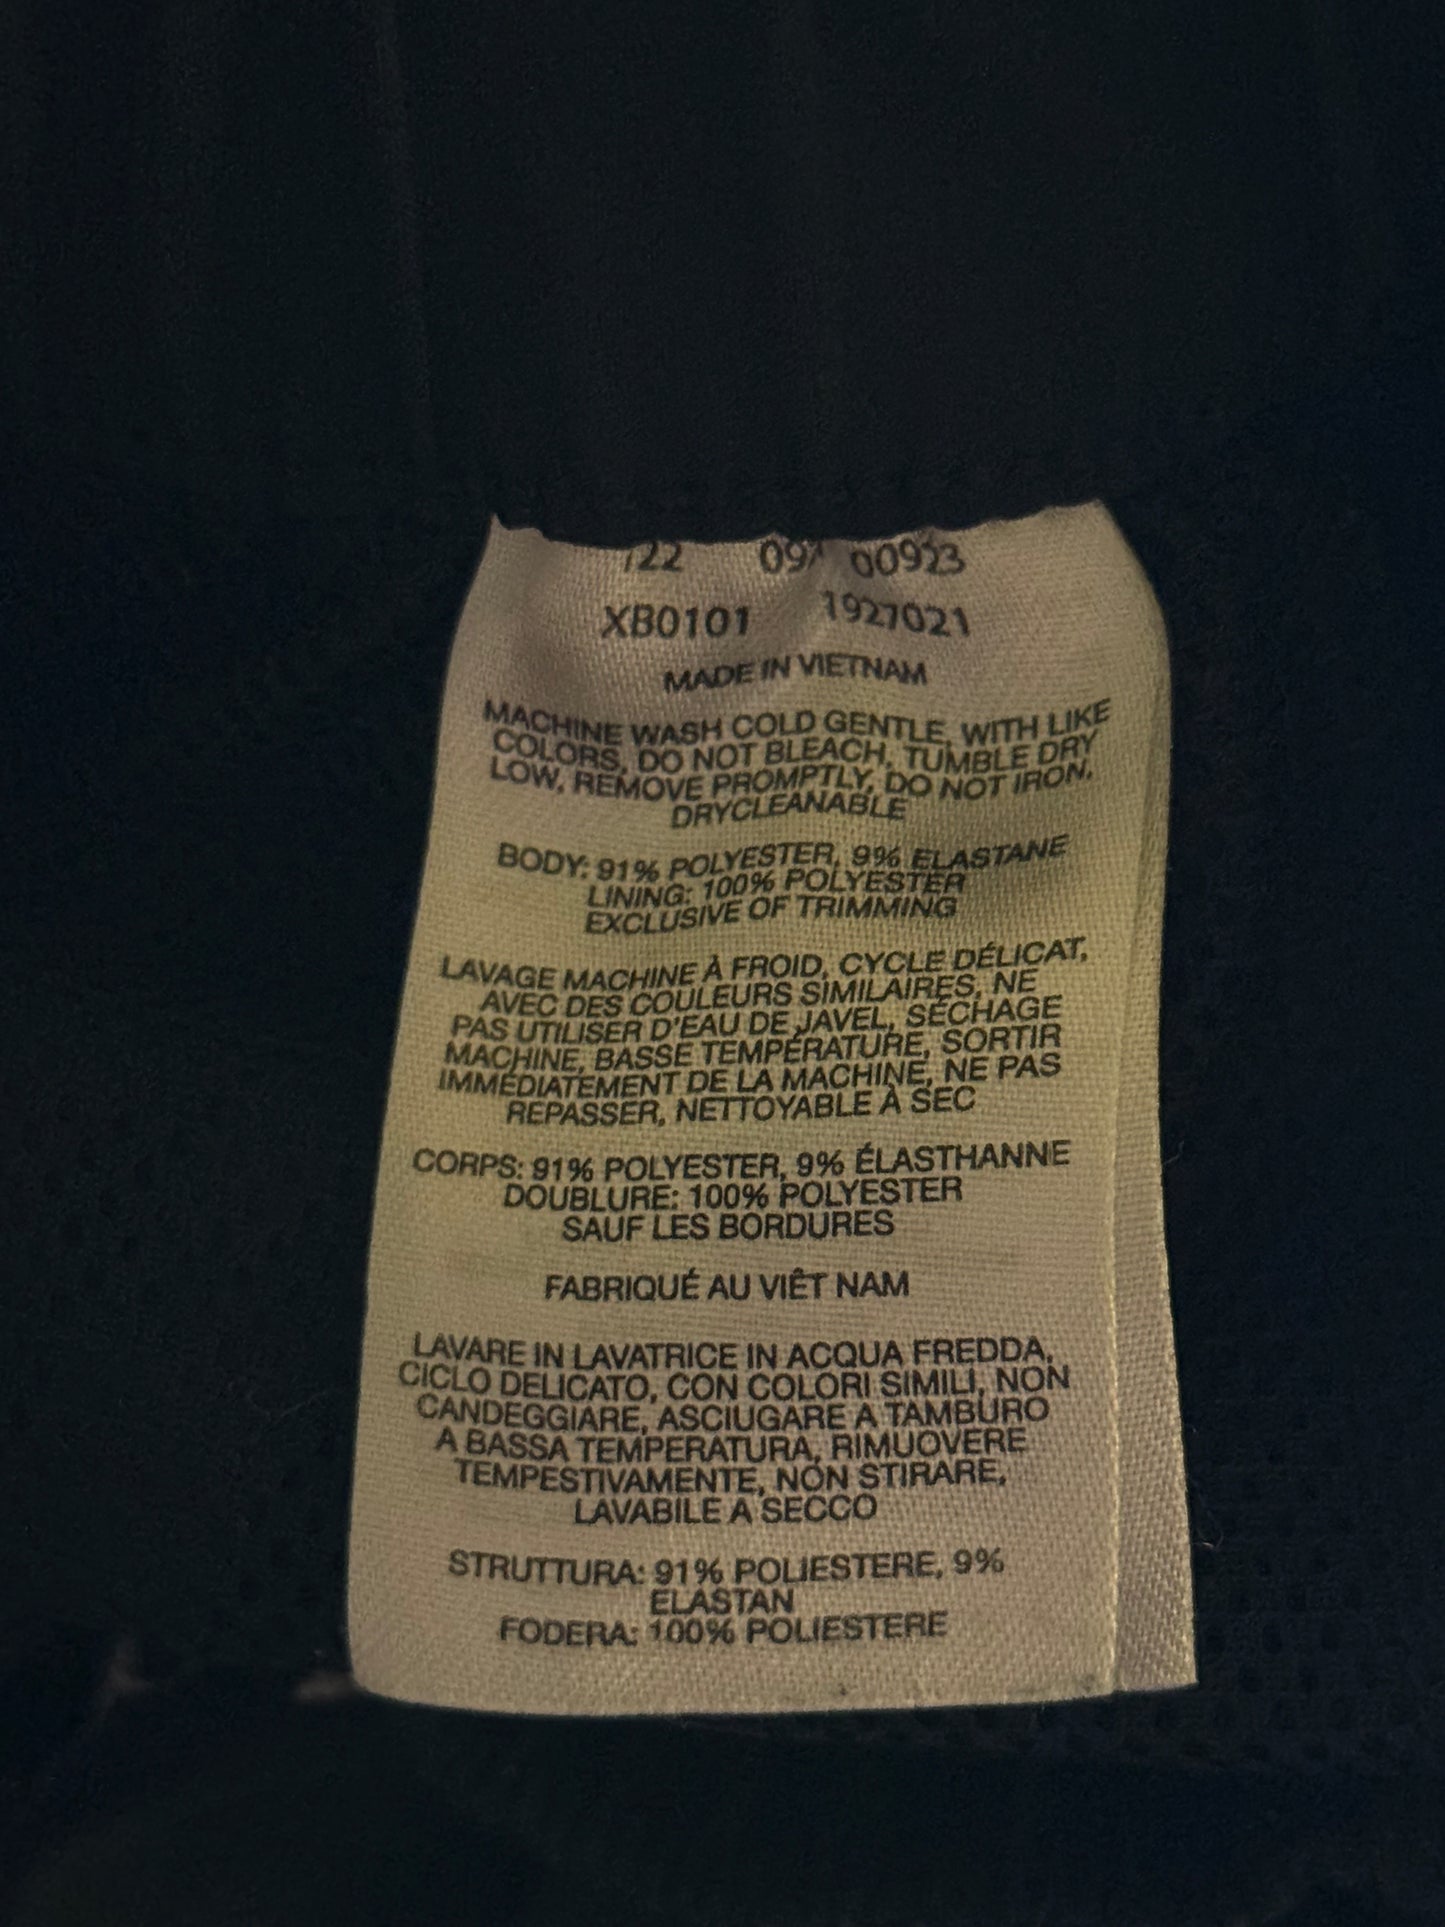 00923
XB0101 1927021
MADE IN VIETNAM
MACHINE WASH COLD GENTLE, WITH LIKE
COLORS, DO NOT BLEACH, TUMBLE DRY
LOW, REMOVE PROMPTLY, DO NOT IRON,
DRYCLEANABLE
BODY: 91% POLYESTER, 9% ELASTANE
LINING: 100% POLYESTER
EXCLUSIVE OF TRIMMING
LAVAGE MACHINE À FROID, CYCLE DÉLICAT,
AVEC DES COULEURS SIMILAIRES, NE
PAS UTILISER D'EAU DE JAVEL, SÉCHAGE
MACHINE, BASSE TEMPÉRATURE, SORTIR
IMMÉDIATEMENT DE LA MACHINE, NE PAS
REPASSER, NETTOYABLE À SEC
CORPS: 91% POLYESTER, 9% ÉLASTHANNE
DOUBLURE: 100% POLYESTER
SAUF LES BORDURES
FABRIQUÉ AU VIÊT NAM
LAVARE IN LAVATRICE IN ACQUA FREDDA,
CICLO DELICATO, CON COLORI SIMILI, NON
CANDEGGIARE, ASCIUGARE A TAMBURO
A BASSA TEMPERATURA, RIMUOVERE
TEMPESTIVAMENTE, NON STIRARE,
LAVABILE A SECCO
STRUTTURA: 91% POLIESTERE, 9%
ELASTAN
FODERA: 100% POLIESTERE